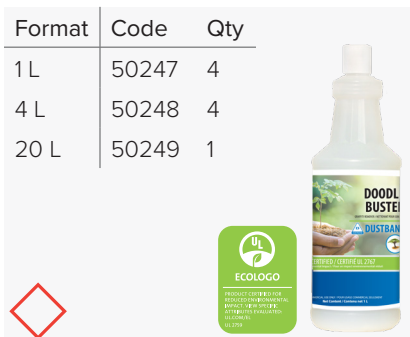 Format Code Qty
1 L 50247 4
4 L 50248 4
20 L 50249 1
UL
ECOLOGO
PRODUCT CERTIFIED FOR
REDUCED ENVIRONMENTAL
IMPACT. VIEW SPECIFIC
ATTRIBUTES EVALUATED:
UL.COM/EL
UL 2759
DOODL
BUSTE
DUSTBAN
CERTIFIED / CERTIFIÉ UL 2767